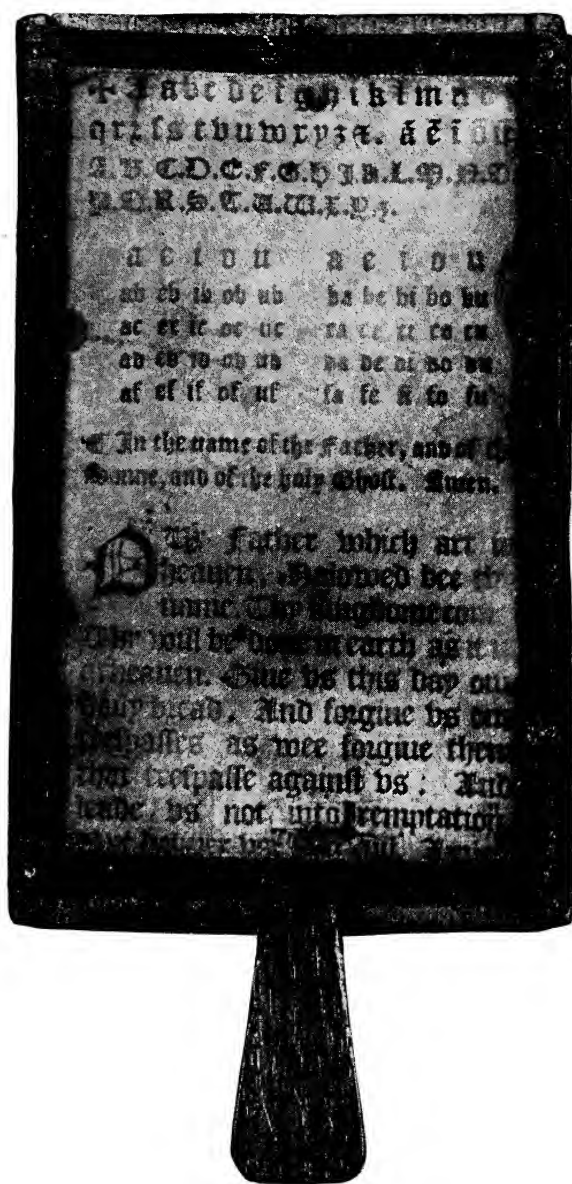 ✠ A a b c d e f g h i k l m n o
q r ꝛ ſ s t v u w x y z &. ã ẽ ĩ õ ũ
A.B.C.D.E.F.G.H.I.K.L.M.N.O
P.Q.R.S.T.U.W.X.Y.z.
a e i o u a e i o u
ab eb ib ob ub ba be bi bo bu
ac ec ic oc uc ca ce ci co cu
ad ed id od ud da de di do du
af ef if of uf fa fe fi fo fu
¶ In the name of the Father, and of the
Sonne, and of the holy Ghoſt. Amen.
OUr Father which art in
heauen, Halowed bee thy
name. Thy kingdome come.
Thy will be done in earth as it is
in heauen. Giue vs this day our
dayly bread. And forgiue vs our
treſpaſſes as wee forgiue them
that treſpaſſe againſt vs: And
leade vs not into temptation